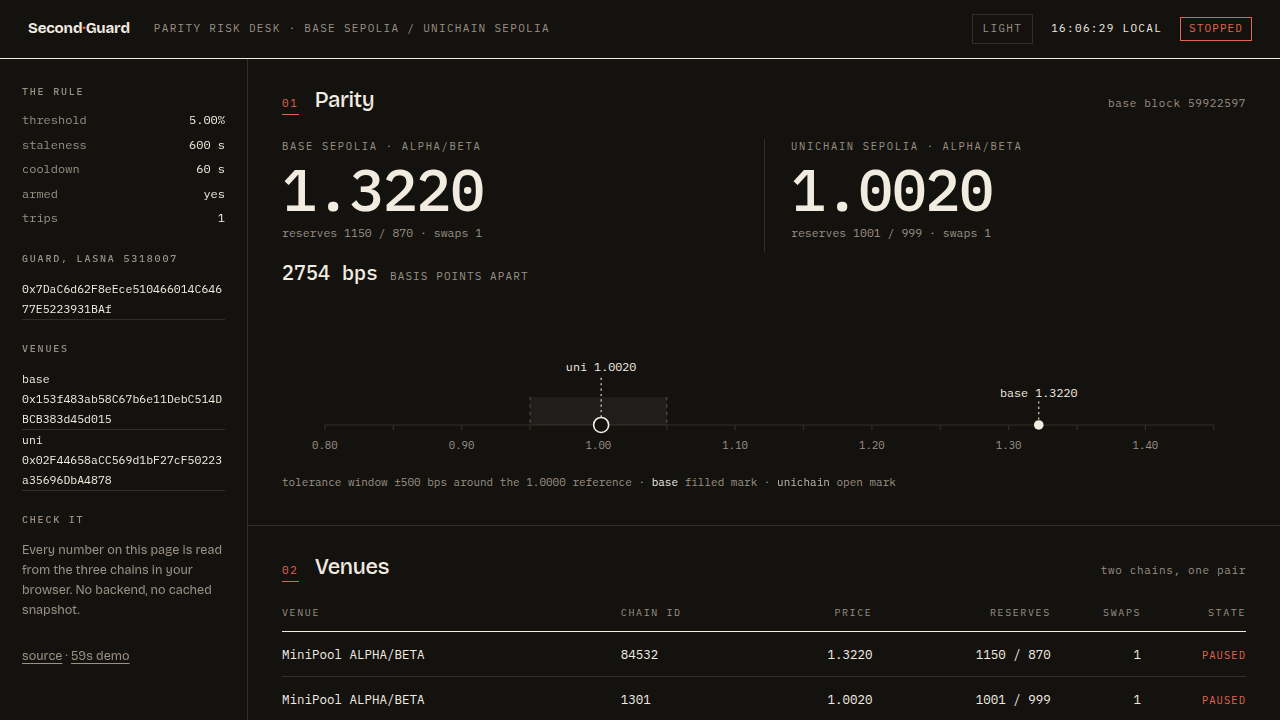 Second·Guard
PARITY RISK DESK · BASE SEPOLIA / UNICHAIN SEPOLIA
LIGHT
16:06:29 LOCAL
STOPPED
THE RULE
threshold 5.00%
staleness 600 s
cooldown 60 s
armed yes
trips 1
GUARD, LASNA 5318007
0x7DaC6d62F8eEce510466014C646
77E5223931BAf
VENUES
base
0x153f483ab58C67b6e11DebC514D
BCB383d45d015
uni
0x02F44658aCC569d1bF27cF50223
a35696DbA4878
CHECK IT
Every number on this page is read
from the three chains in your
browser. No backend, no cached
snapshot.
source · 59s demo
01 Parity
base block 59922597
BASE SEPOLIA · ALPHA/BETA
1.3220
reserves 1150 / 870 · swaps 1
UNICHAIN SEPOLIA · ALPHA/BETA
1.0020
reserves 1001 / 999 · swaps 1
2754 bps BASIS POINTS APART
uni 1.0020
base 1.3220
0.80 0.90 1.00 1.10 1.20 1.30 1.40
tolerance window ±500 bps around the 1.0000 reference · base filled mark · unichain open mark
02 Venues
two chains, one pair
VENUE CHAIN ID PRICE RESERVES SWAPS STATE
MiniPool ALPHA/BETA 84532 1.3220 1150 / 870 1 PAUSED
MiniPool ALPHA/BETA 1301 1.0020 1001 / 999 1 PAUSED